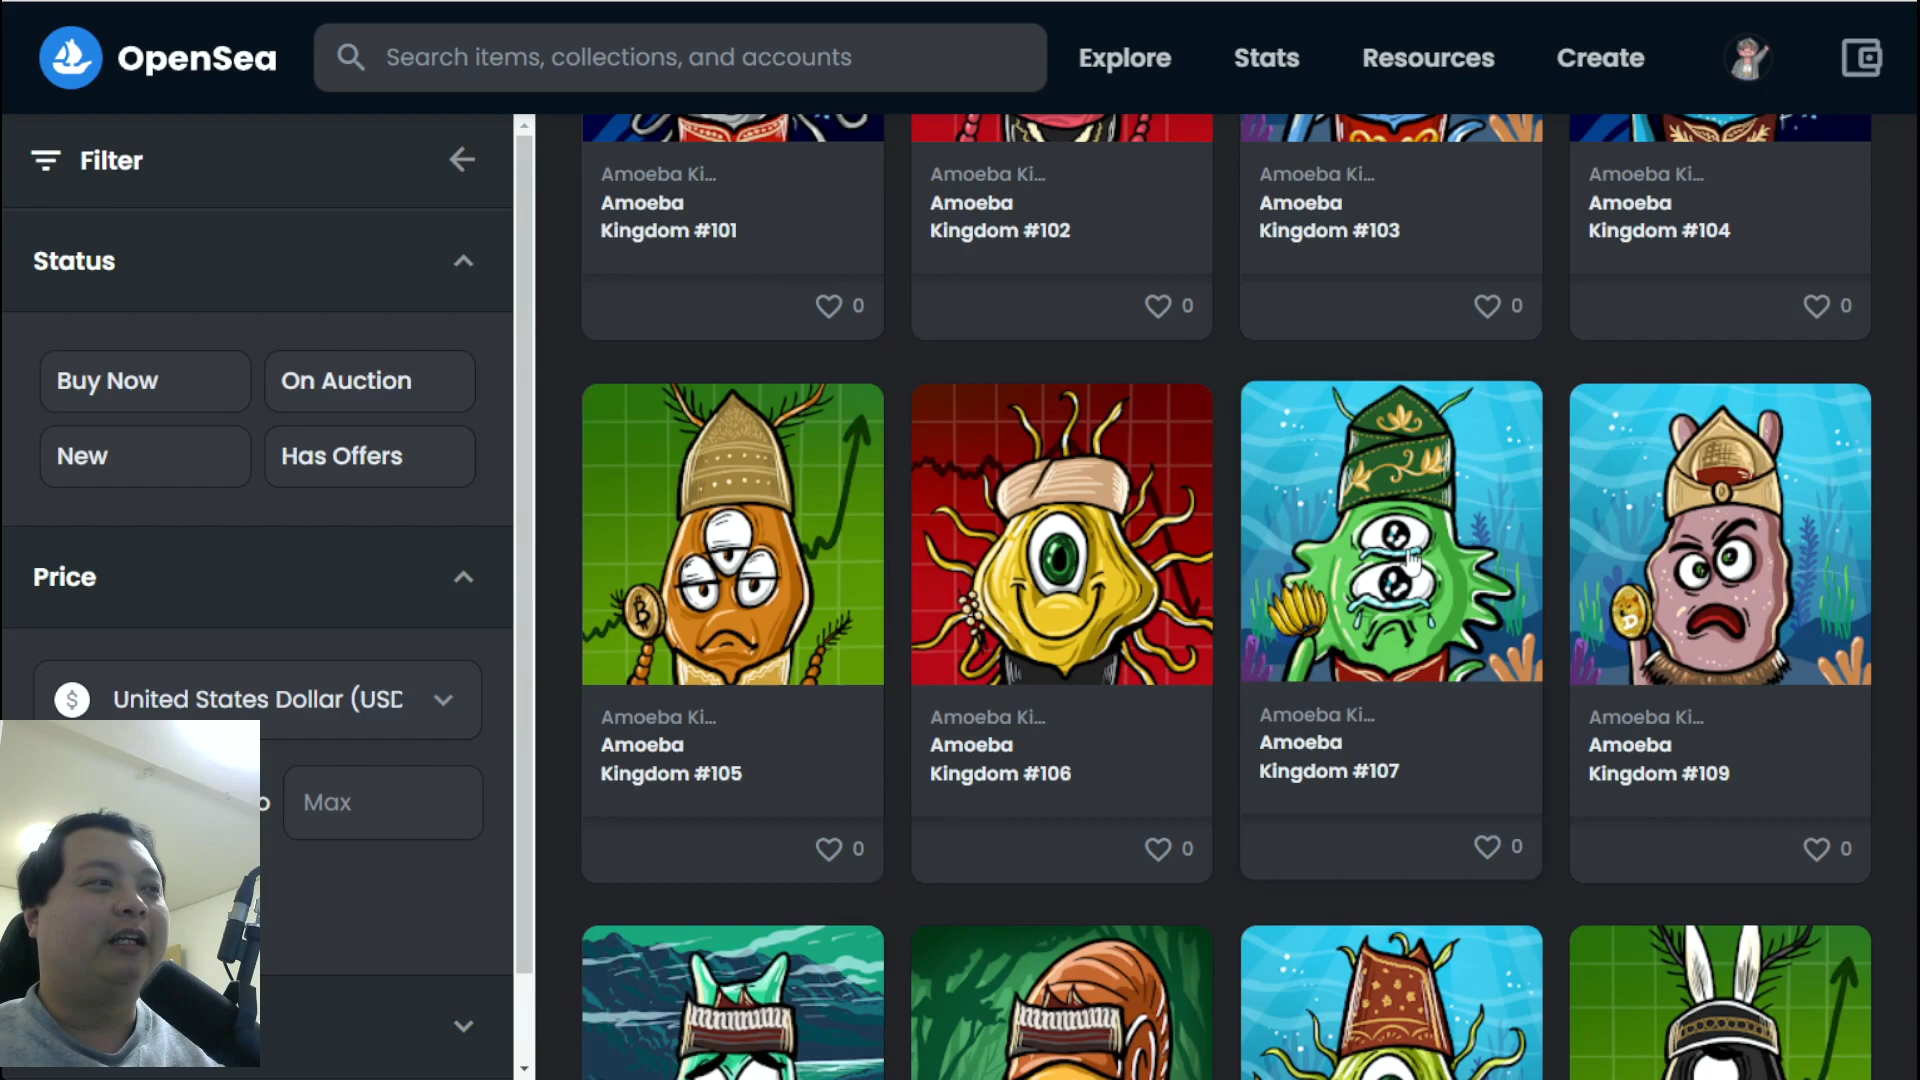 OpenSea
Search items, collections, and accounts
Explore
Stats
Resources
Create
Filter
Status
Buy Now
On Auction
New
Has Offers
Price
$
United States Dollar (USD
o
Max
Amoeba Ki...
Amoeba
Kingdom #101
0
Amoeba Ki...
Amoeba
Kingdom #102
0
Amoeba Ki...
Amoeba
Kingdom #103
0
Amoeba Ki...
Amoeba
Kingdom #104
0
Amoeba Ki...
Amoeba
Kingdom #105
0
Amoeba Ki...
Amoeba
Kingdom #106
0
Amoeba Ki...
Amoeba
Kingdom #107
0
Amoeba Ki...
Amoeba
Kingdom #109
0